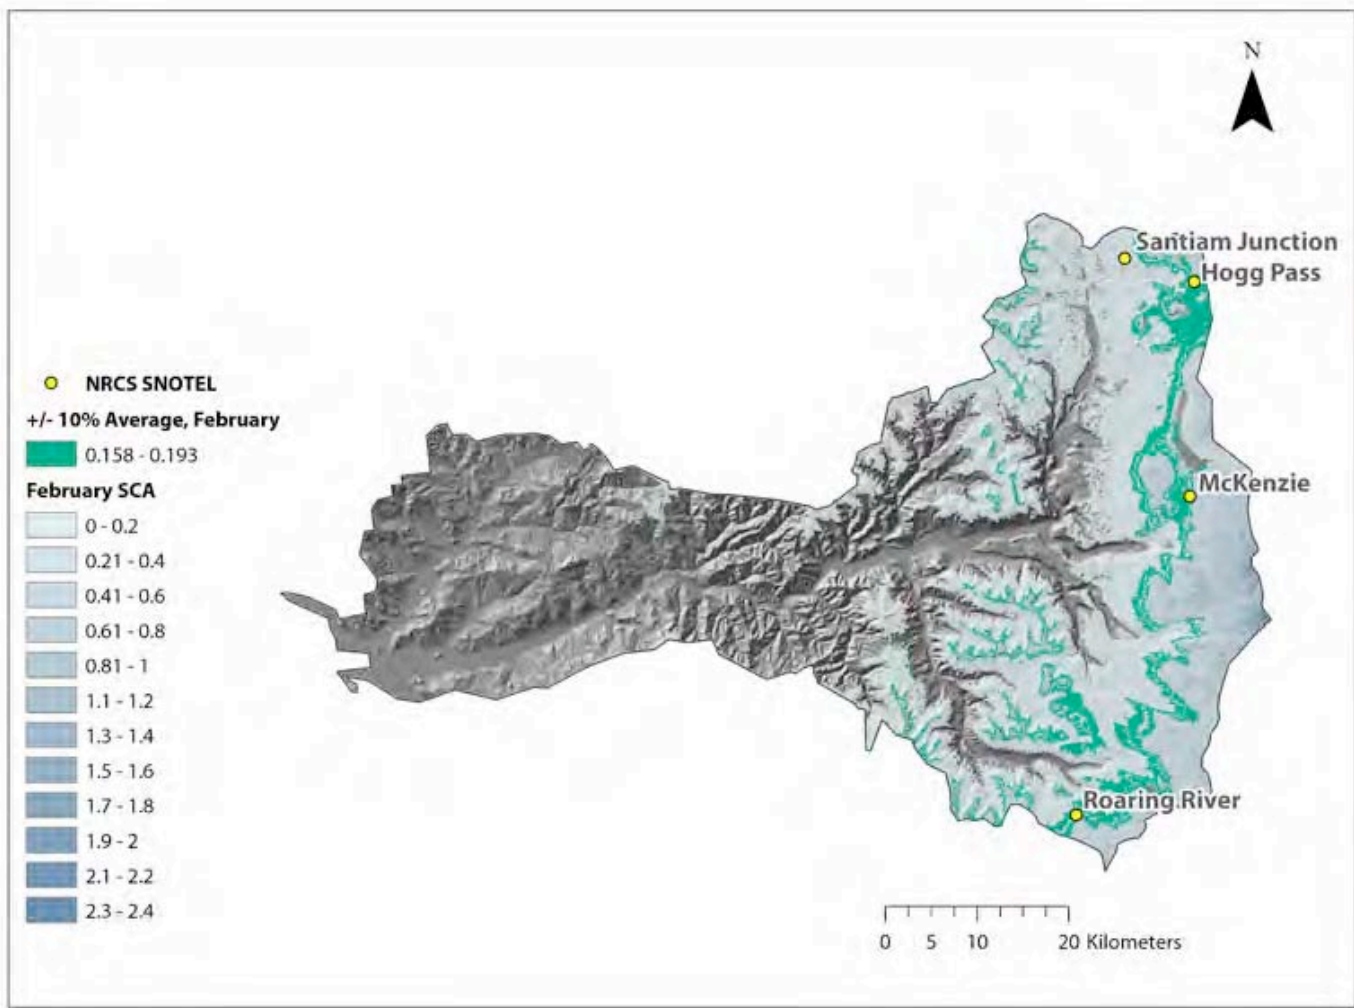 N
Santiam Junction
Hogg Pass
NRCS SNOTEL
+/- 10% Average, February
0.158 - 0.193
February SCA
0 - 0.2
0.21 - 0.4
0.41 - 0.6
0.61 - 0.8
0.81 - 1
1.1 - 1.2
1.3 - 1.4
1.5 - 1.6
1.7 - 1.8
1.9 - 2
2.1 - 2.2
2.3 - 2.4
McKenzie
Roaring River
0 5 10 20 Kilometers